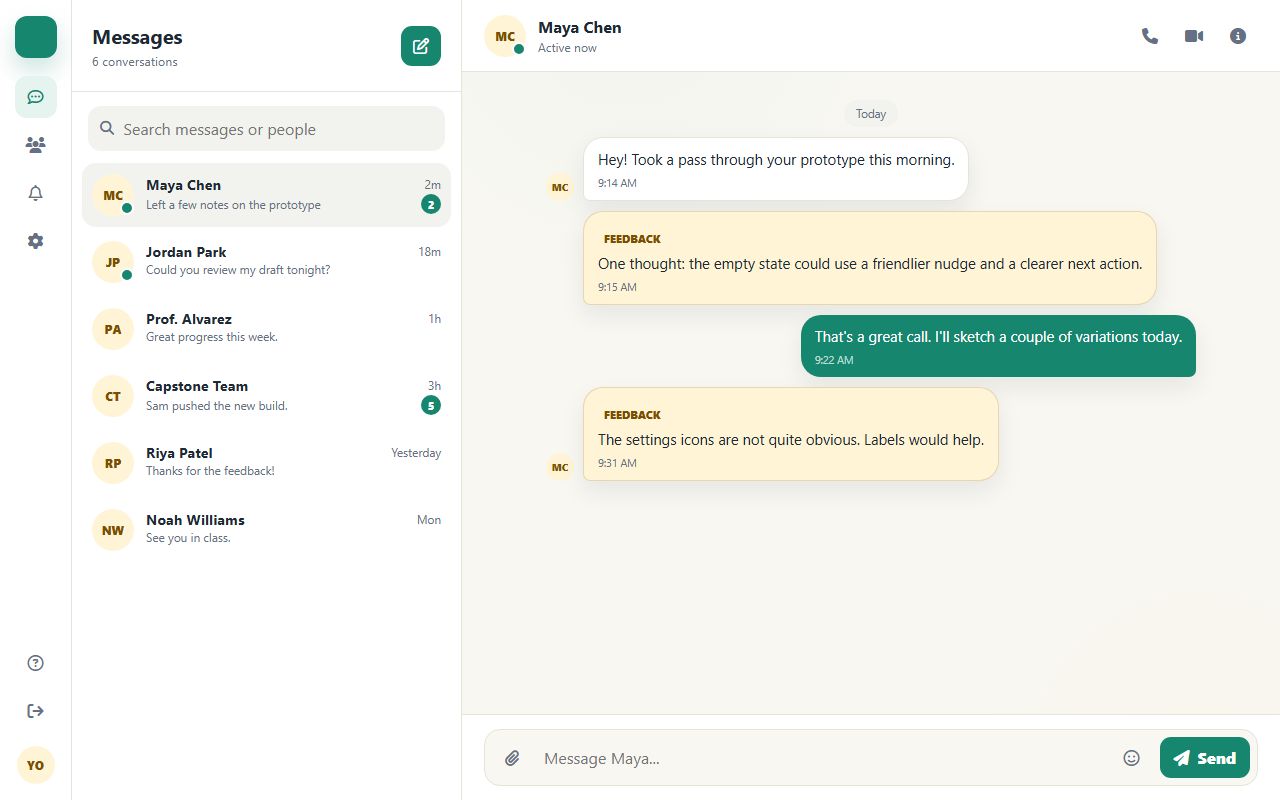 Messages
6 conversations
Search messages or people
MC
Maya Chen
2m
Left a few notes on the prototype
2
JP
Jordan Park
18m
Could you review my draft tonight?
PA
Prof. Alvarez
1h
Great progress this week.
CT
Capstone Team
3h
Sam pushed the new build.
5
RP
Riya Patel
Yesterday
Thanks for the feedback!
NW
Noah Williams
Mon
See you in class.
YO
MC
Maya Chen
Active now
Today
Hey! Took a pass through your prototype this morning.
9:14 AM
MC
FEEDBACK
One thought: the empty state could use a friendlier nudge and a clearer next action.
9:15 AM
That's a great call. I'll sketch a couple of variations today.
9:22 AM
FEEDBACK
The settings icons are not quite obvious. Labels would help.
9:31 AM
MC
Message Maya...
Send